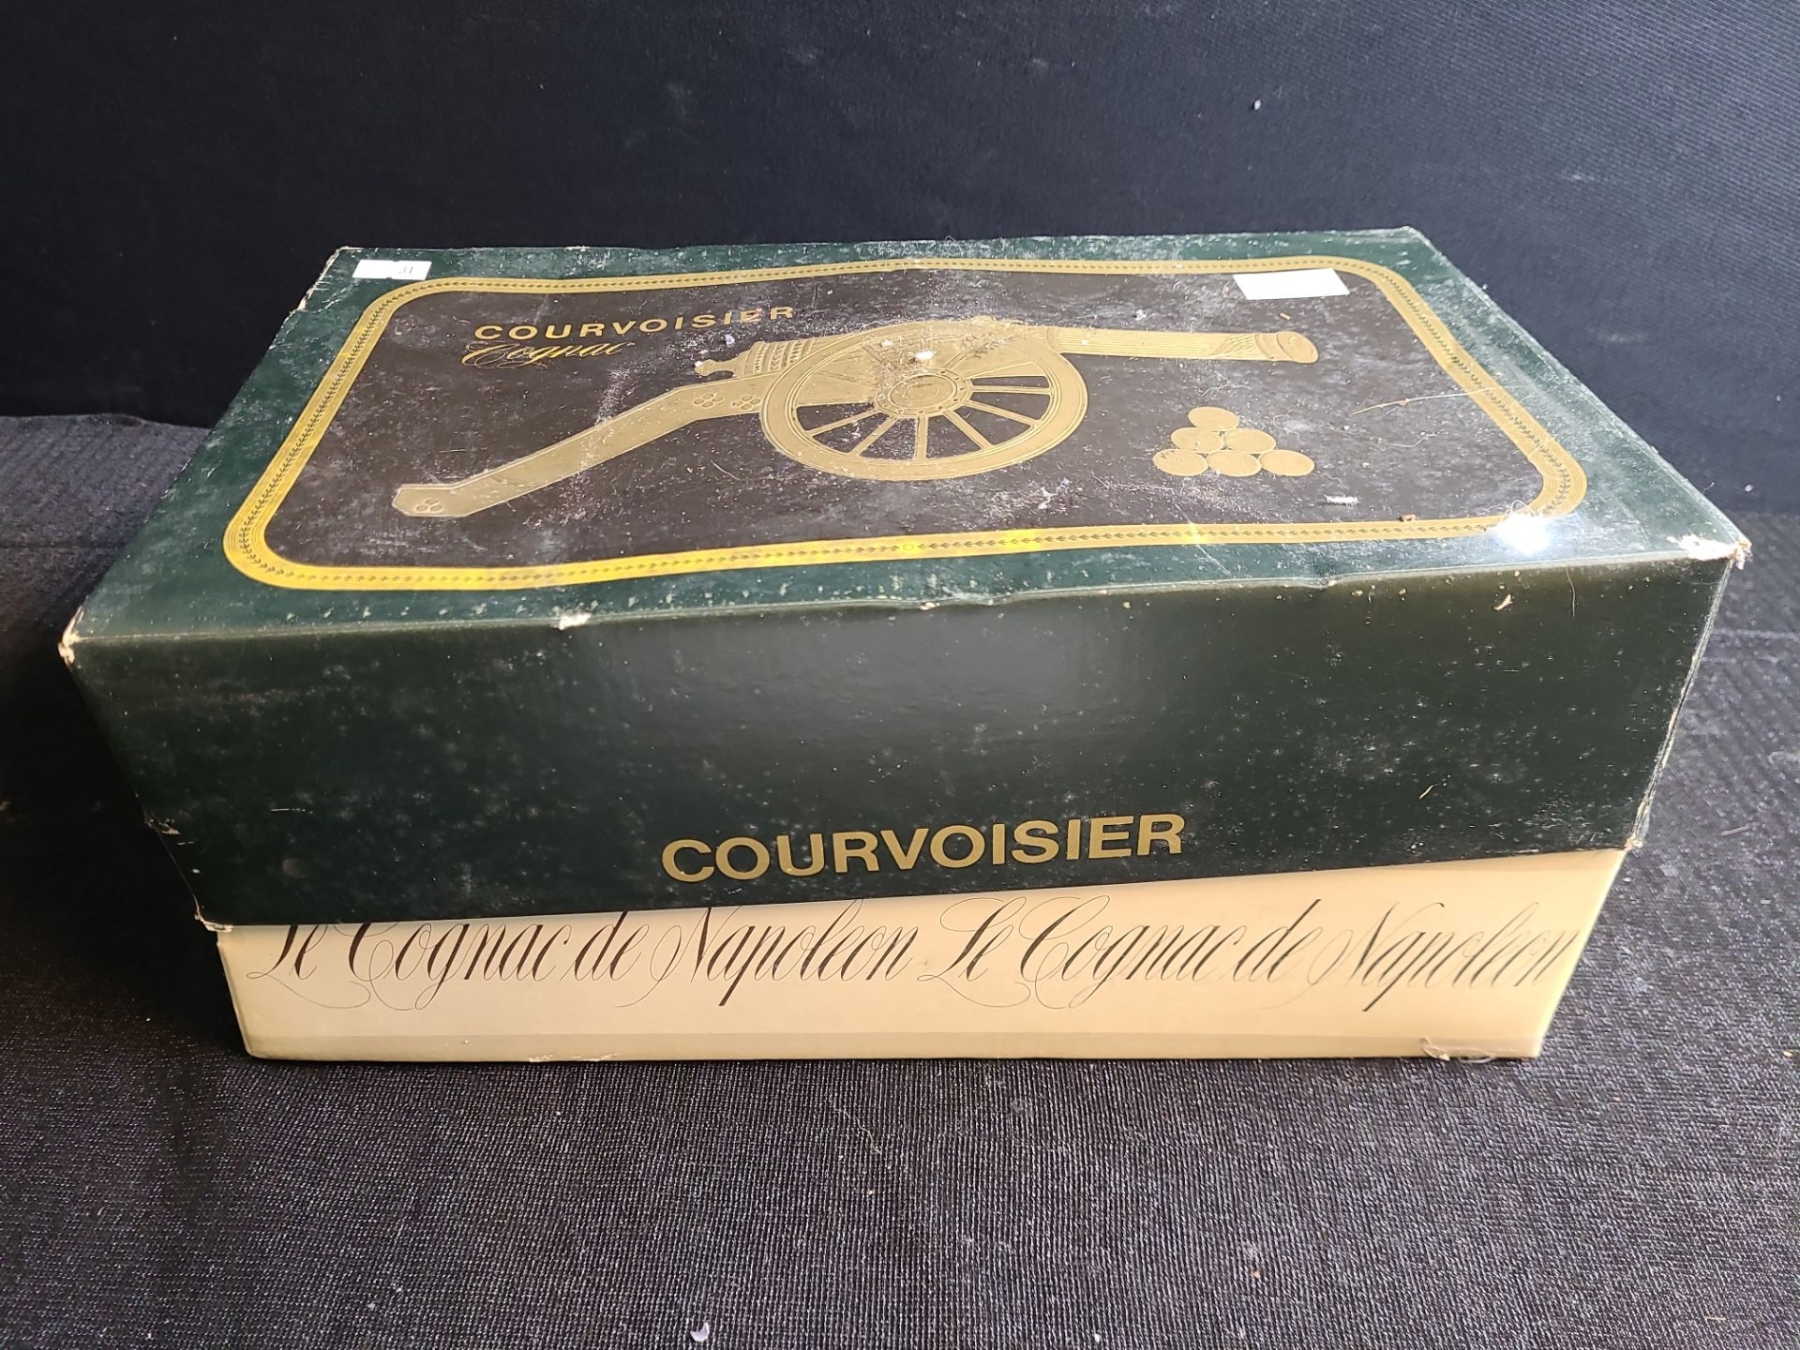 COURVOISIER
Cognac
COURVOISIER
Le Cognac de Napoleon Le Cognac de Napoleon